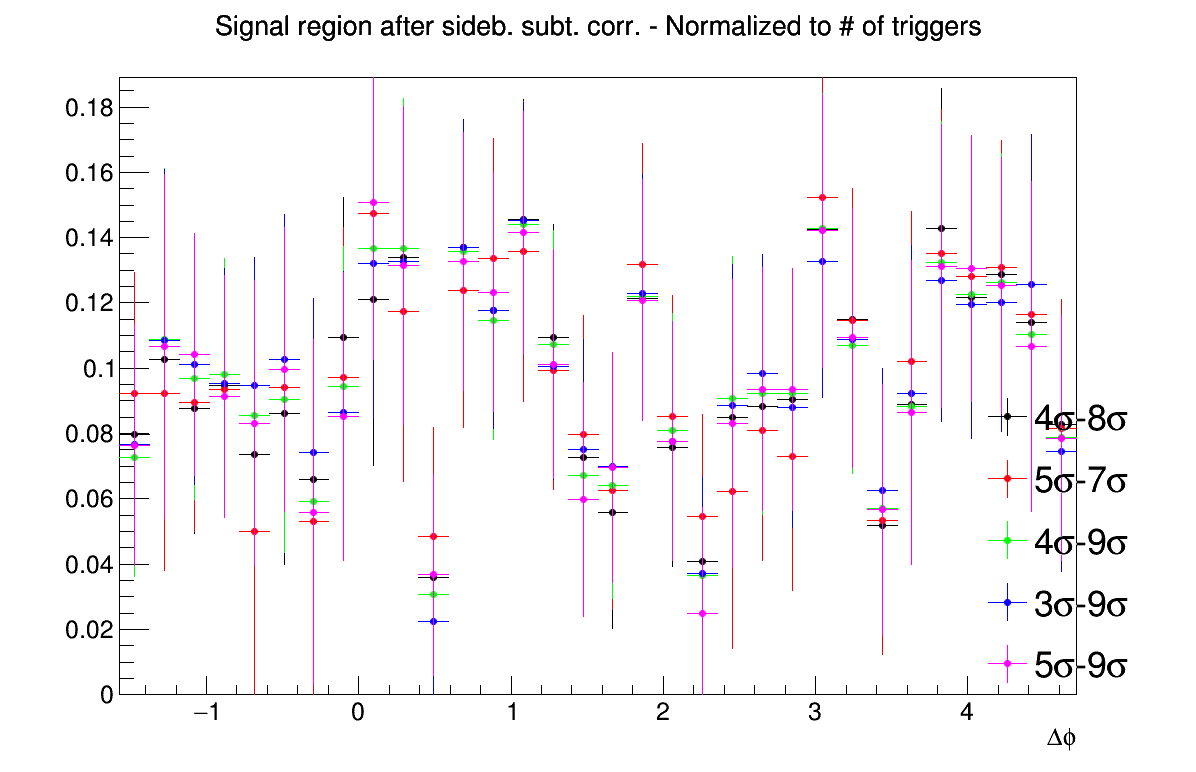 Signal region after sideb. subt. corr. - Normalized to # of triggers
0.18
0.16
0.14
0.12
0.1
0.08
0.06
0.04
0.02
0
4σ-8σ
5σ-7σ
4σ-9σ
3σ-9σ
5σ-9σ
−1 0 1 2 3 4
Δϕ